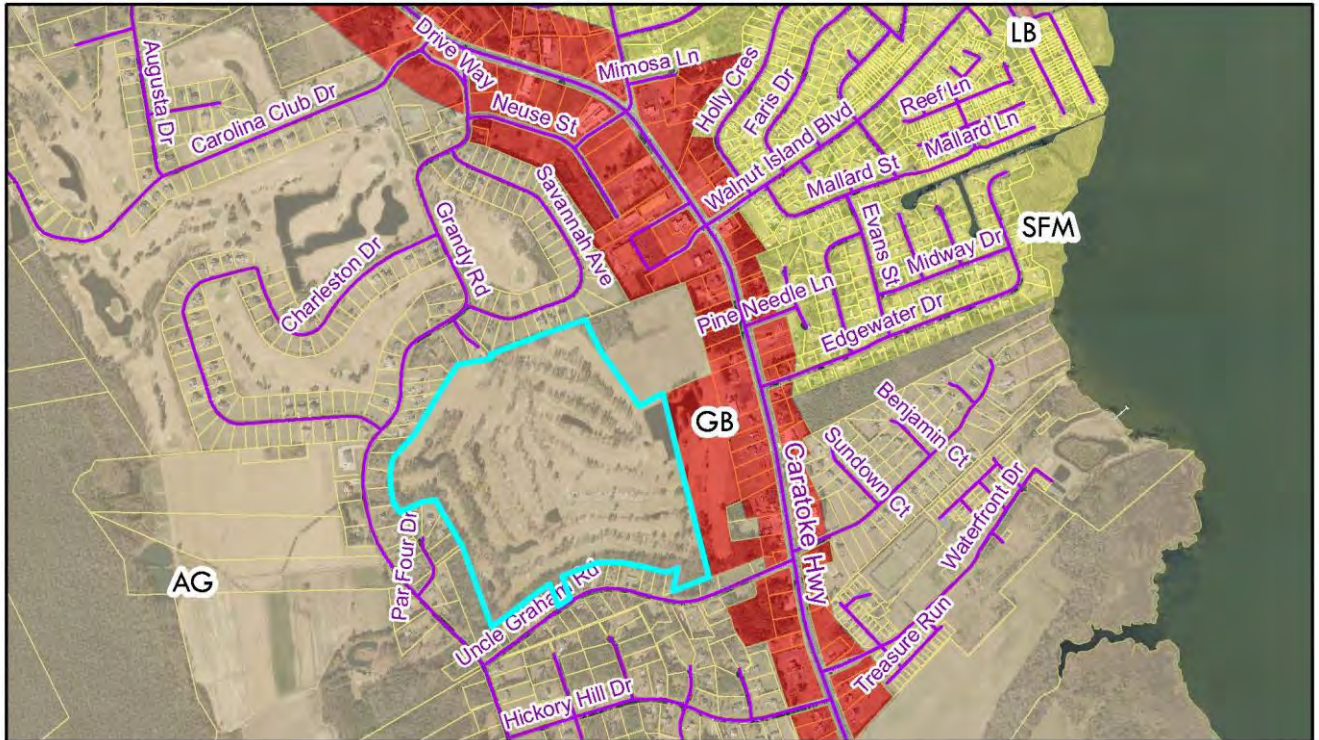 LB
Drive Way
Augusta Dr
Mimosa Ln
Holly Cres
Faris Dr
Reef Ln
Carolina Club Dr
Neuse St
Walnut Island Blvd
Mallard Ln
Mallard St
Savannah Ave
Grandy Rd
Evans St
SFM
Charleston Dr
Midway Dr
Pine Needle Ln
Edgewater Dr
GB
Benjamin Ct
Sundown Ct
Caratoke Hwy
Waterfront Dr
Par Four Dr
AG
Uncle Graham Rd
Treasure Run
Hickory Hill Dr